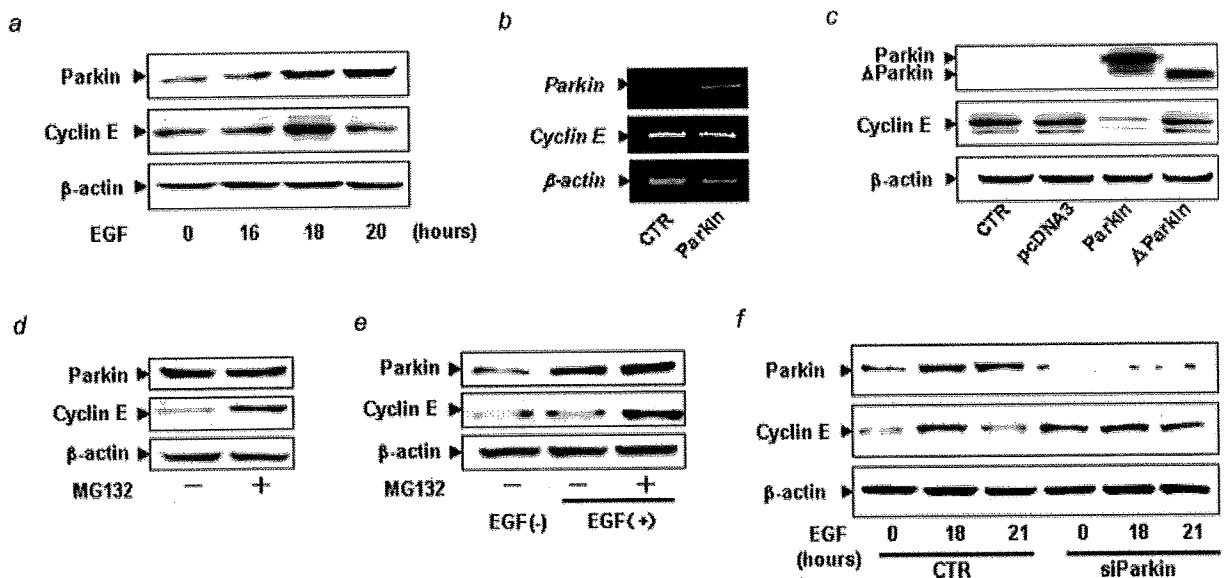 a
Parkin
Cyclin E
β-actin
EGF 0 16 18 20 (hours)
b
Parkin
Cyclin E
β-actin
CTR Parkin
c
Parkin
ΔParkin
Cyclin E
β-actin
CTR pcDNA3 Parkin ΔParkin
d
Parkin
Cyclin E
β-actin
MG132 − +
e
Parkin
Cyclin E
β-actin
MG132 − − +
EGF(-) EGF(+)
f
Parkin
Cyclin E
β-actin
EGF 0 18 21 0 18 21
(hours) CTR siParkin